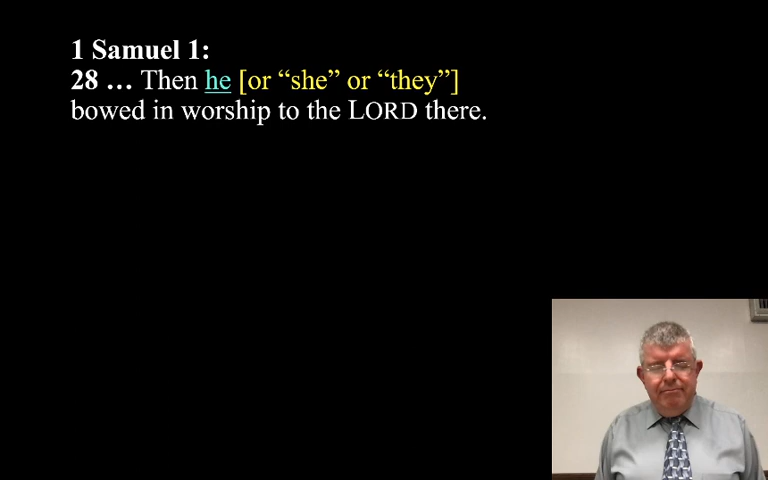 1 Samuel 1:
28 … Then he [or “she” or “they”]
bowed in worship to the LORD there.